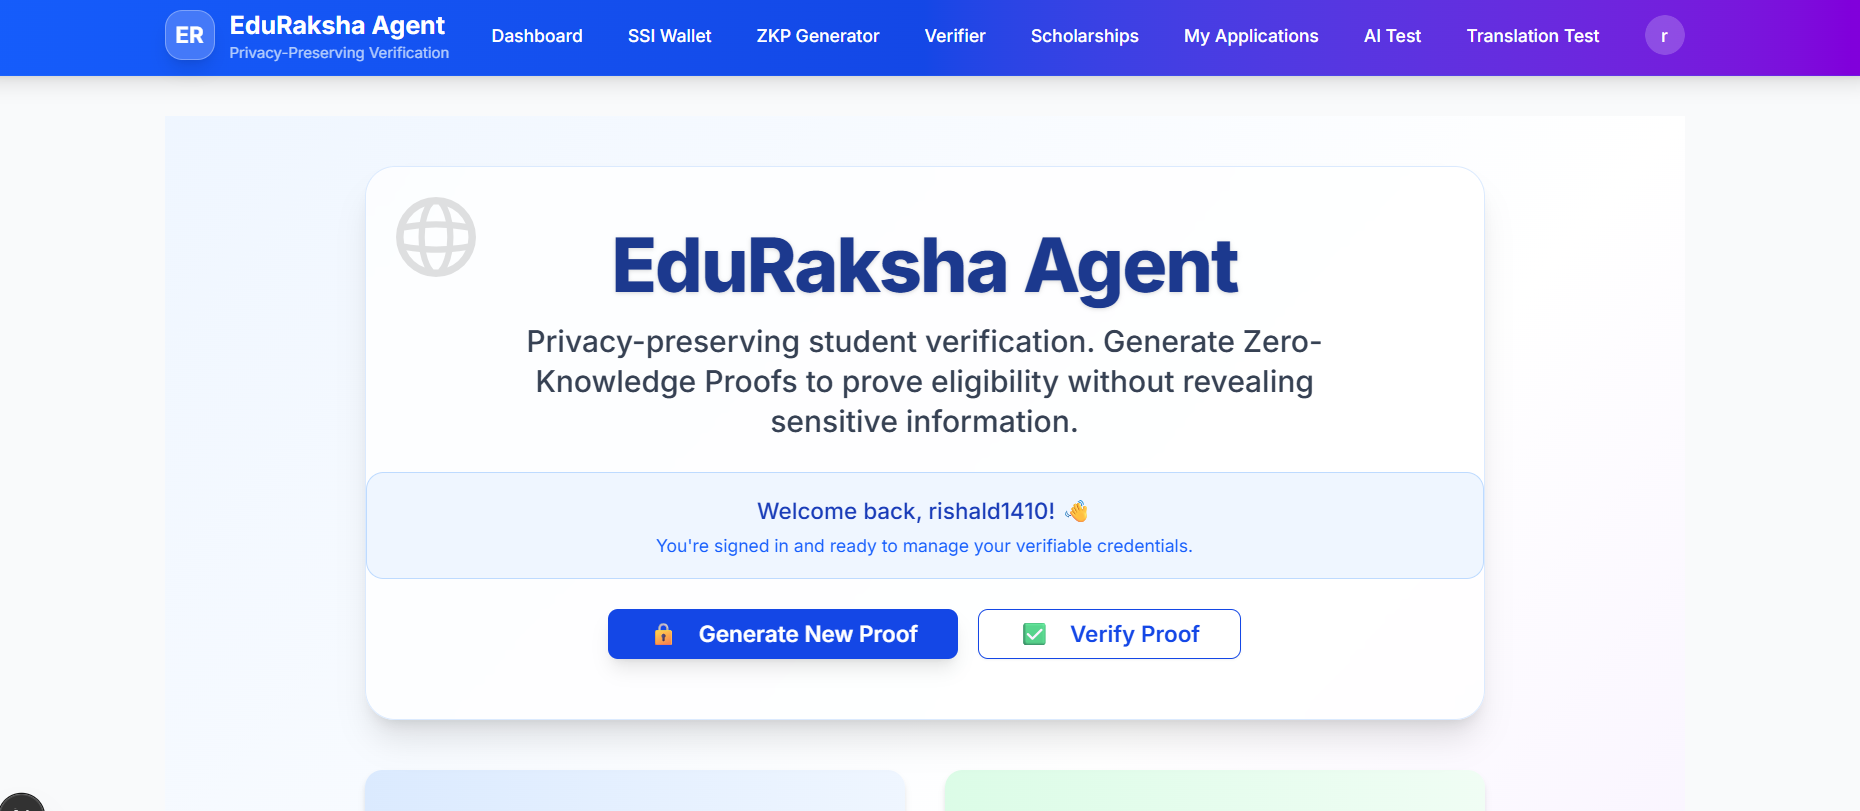 ER
EduRaksha Agent
Privacy-Preserving Verification
Dashboard
SSI Wallet
ZKP Generator
Verifier
Scholarships
My Applications
AI Test
Translation Test
r
EduRaksha Agent
Privacy-preserving student verification. Generate Zero-
Knowledge Proofs to prove eligibility without revealing
sensitive information.
Welcome back, rishald1410! 👋
You're signed in and ready to manage your verifiable credentials.
🔒 Generate New Proof
✅ Verify Proof